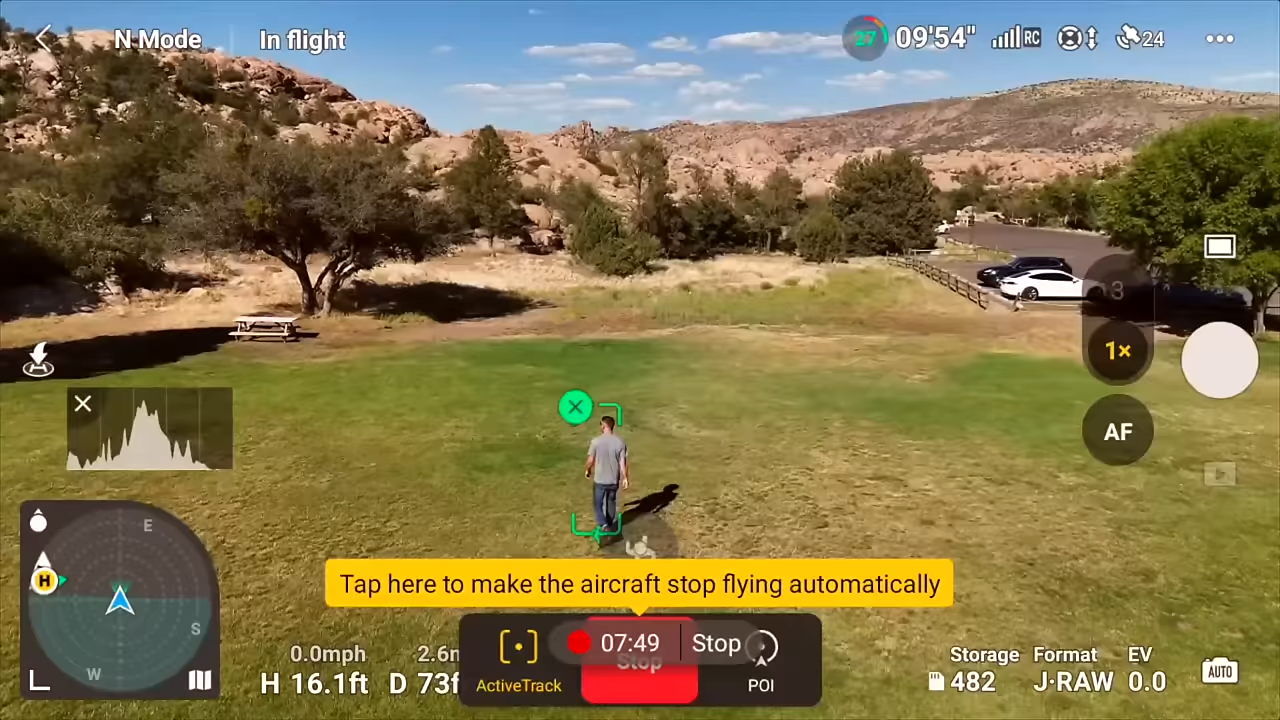 N Mode
In flight
27
09'54"
RC
24
3
1×
AF
E
H
S
W
Tap here to make the aircraft stop flying automatically
07:49
Stop
Stop
ActiveTrack
POI
0.0mph
H 16.1ft D 73f
Storage Format EV
482 J·RAW 0.0
AUTO